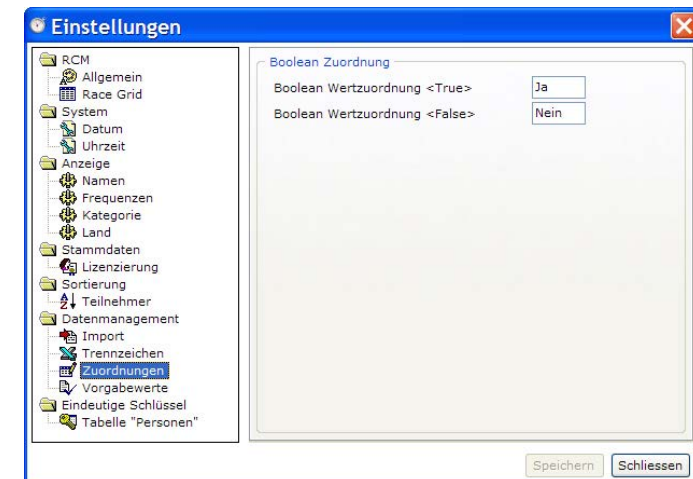 Einstellungen
RCM
Allgemein
Race Grid
System
Datum
Uhrzeit
Anzeige
Namen
Frequenzen
Kategorie
Land
Stammdaten
Lizenzierung
Sortierung
Teilnehmer
Datenmanagement
Import
Trennzeichen
Zuordnungen
Vorgabewerte
Eindeutige Schlüssel
Tabelle "Personen"
Boolean Zuordnung
Boolean Wertzuordnung <True> Ja
Boolean Wertzuordnung <False> Nein
Speichern Schliessen